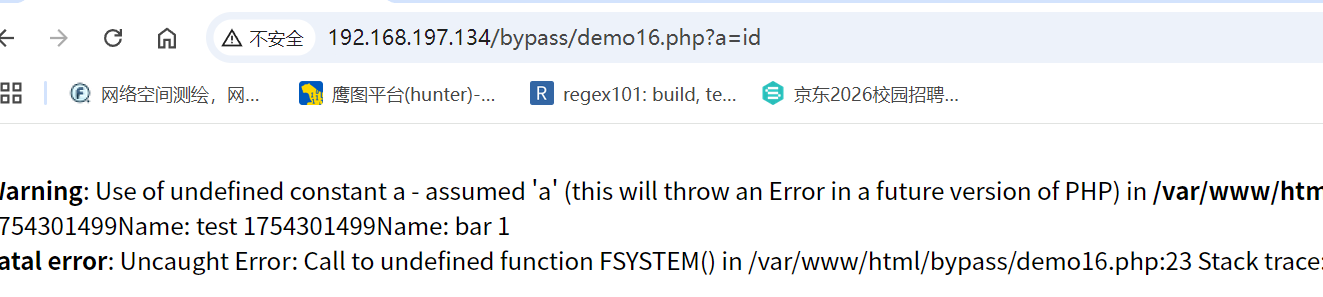 不安全 192.168.197.134/bypass/demo16.php?a=id
网络空间测绘，网... 鹰图平台(hunter)-... regex101: build, te... 京东2026校园招聘...
Warning: Use of undefined constant a - assumed 'a' (this will throw an Error in a future version of PHP) in /var/www/htm
1754301499Name: test 1754301499Name: bar 1
atal error: Uncaught Error: Call to undefined function FSYSTEM() in /var/www/html/bypass/demo16.php:23 Stack trace: